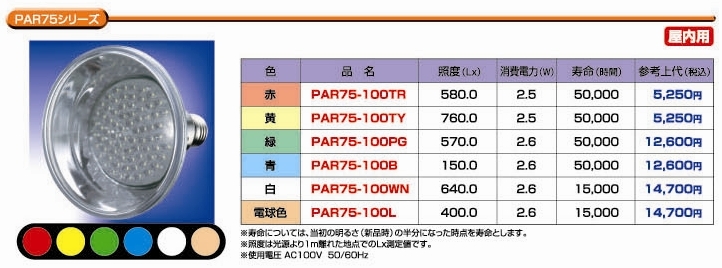 PAR75シリーズ
屋内用
色 品 名 照度(Lx) 消費電力(W) 寿命(時間) 参考上代(税込)
赤 PAR75-100TR 580.0 2.5 50,000 5,250円
黄 PAR75-100TY 760.0 2.5 50,000 5,250円
緑 PAR75-100PG 570.0 2.6 50,000 12,600円
青 PAR75-100B 150.0 2.6 50,000 12,600円
白 PAR75-100WN 640.0 2.6 15,000 14,700円
電球色 PAR75-100L 400.0 2.6 15,000 14,700円
※寿命については、当初の明るさ(新品時)の半分になった時点を寿命とします。
※照度は光源より1m離れた地点でのLx測定値です。
※使用電圧 AC100V 50/60Hz